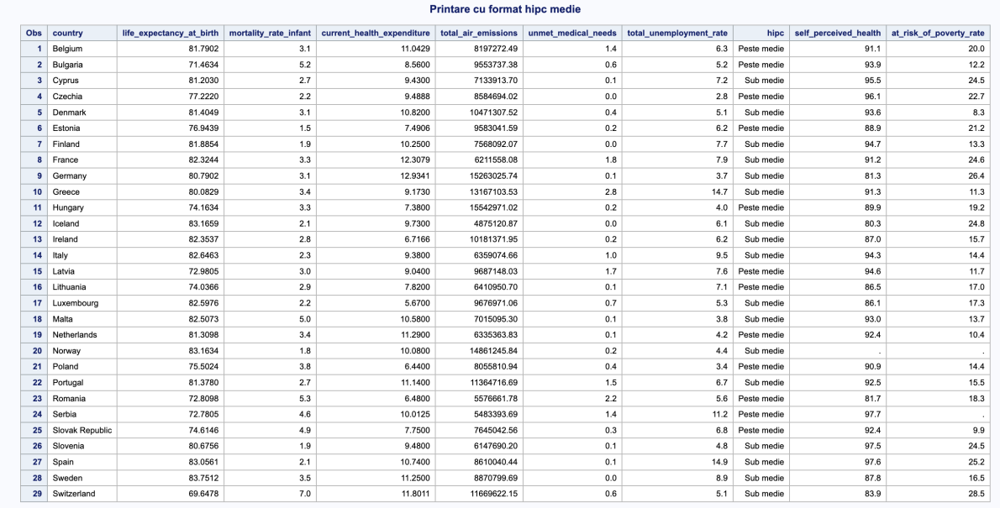 Printare cu format hipc medie
Obs country life_expectancy_at_birth mortality_rate_infant current_health_expenditure total_air_emissions unmet_medical_needs total_unemployment_rate hipc self_perceived_health at_risk_of_poverty_rate
1 Belgium 81.7902 3.1 11.0429 8197272.49 1.4 6.3 Peste medie 91.1 20.0
2 Bulgaria 71.4634 5.2 8.5600 9553737.38 0.6 5.2 Peste medie 93.9 12.2
3 Cyprus 81.2030 2.7 9.4300 7133913.70 0.1 7.2 Sub medie 95.5 24.5
4 Czechia 77.2220 2.2 9.4888 8584694.02 0.0 2.8 Peste medie 96.1 22.7
5 Denmark 81.4049 3.1 10.8200 10471307.52 0.4 5.1 Sub medie 93.6 8.3
6 Estonia 76.9439 1.5 7.4906 9583041.59 0.2 6.2 Peste medie 88.9 21.2
7 Finland 81.8854 1.9 10.2500 7568092.07 0.0 7.7 Sub medie 94.7 13.3
8 France 82.3244 3.3 12.3079 6211558.08 1.8 7.9 Sub medie 91.2 24.6
9 Germany 80.7902 3.1 12.9341 15263025.74 0.1 3.7 Sub medie 81.3 26.4
10 Greece 80.0829 3.4 9.1730 13167103.53 2.8 14.7 Sub medie 91.3 11.3
11 Hungary 74.1634 3.3 7.3800 15542971.02 0.2 4.0 Peste medie 89.9 19.2
12 Iceland 83.1659 2.1 9.7300 4875120.87 0.0 6.1 Sub medie 80.3 24.8
13 Ireland 82.3537 2.8 6.7166 10181371.95 0.2 6.2 Sub medie 87.0 15.7
14 Italy 82.6463 2.3 9.3800 6359074.66 1.0 9.5 Sub medie 94.3 14.4
15 Latvia 72.9805 3.0 9.0400 9687148.03 1.7 7.6 Peste medie 94.6 11.7
16 Lithuania 74.0366 2.9 7.8200 6410950.70 0.1 7.1 Peste medie 86.5 17.0
17 Luxembourg 82.5976 2.2 5.6700 9676971.06 0.7 5.3 Sub medie 86.1 17.3
18 Malta 82.5073 5.0 10.5800 7015095.30 0.1 3.8 Sub medie 93.0 13.7
19 Netherlands 81.3098 3.4 11.2900 6335363.83 0.1 4.2 Peste medie 92.4 10.4
20 Norway 83.1634 1.8 10.0800 14861245.84 0.2 4.4 Sub medie . .
21 Poland 75.5024 3.8 6.4400 8055810.94 0.4 3.4 Peste medie 90.9 14.4
22 Portugal 81.3780 2.7 11.1400 11364716.69 1.5 6.7 Sub medie 92.5 15.5
23 Romania 72.8098 5.3 6.4800 5576661.78 2.2 5.6 Peste medie 81.7 18.3
24 Serbia 72.7805 4.6 10.0125 5483393.69 1.4 11.2 Peste medie 97.7 .
25 Slovak Republic 74.6146 4.9 7.7500 7645042.56 0.3 6.8 Peste medie 92.4 9.9
26 Slovenia 80.6756 1.9 9.4800 6147690.20 0.1 4.8 Sub medie 97.5 24.5
27 Spain 83.0561 2.1 10.7400 8610040.44 0.1 14.9 Sub medie 97.6 25.2
28 Sweden 83.7512 3.5 11.2500 8870799.69 0.0 8.9 Sub medie 87.8 16.5
29 Switzerland 69.6478 7.0 11.8011 11669622.15 0.6 5.1 Sub medie 83.9 28.5